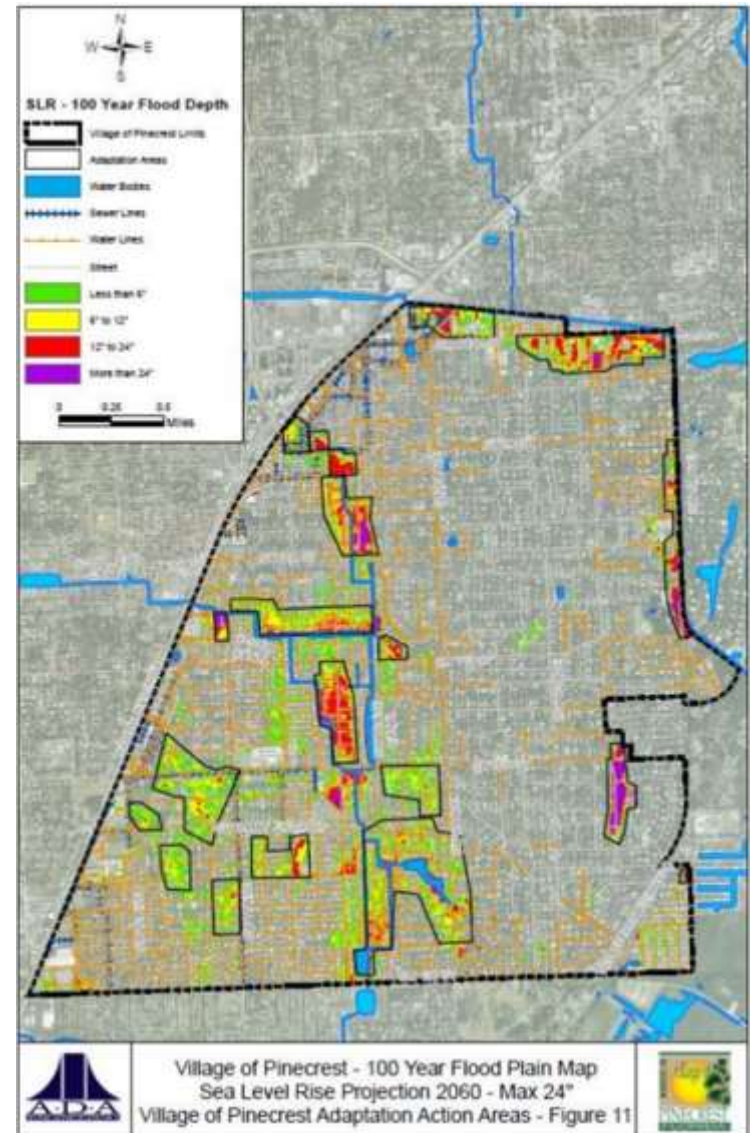 N
W E
S
SLR - 100 Year Flood Depth
Village of Pinecrest Limits
Adaptation Areas
Water Bodies
Sewer Lines
Water Lines
Street
Less than 6"
6" to 12"
12" to 24"
More than 24"
0 0.25 0.5
Miles
A·D·A
Village of Pinecrest - 100 Year Flood Plain Map
Sea Level Rise Projection 2060 - Max 24"
Village of Pinecrest Adaptation Action Areas - Figure 11
PINECREST